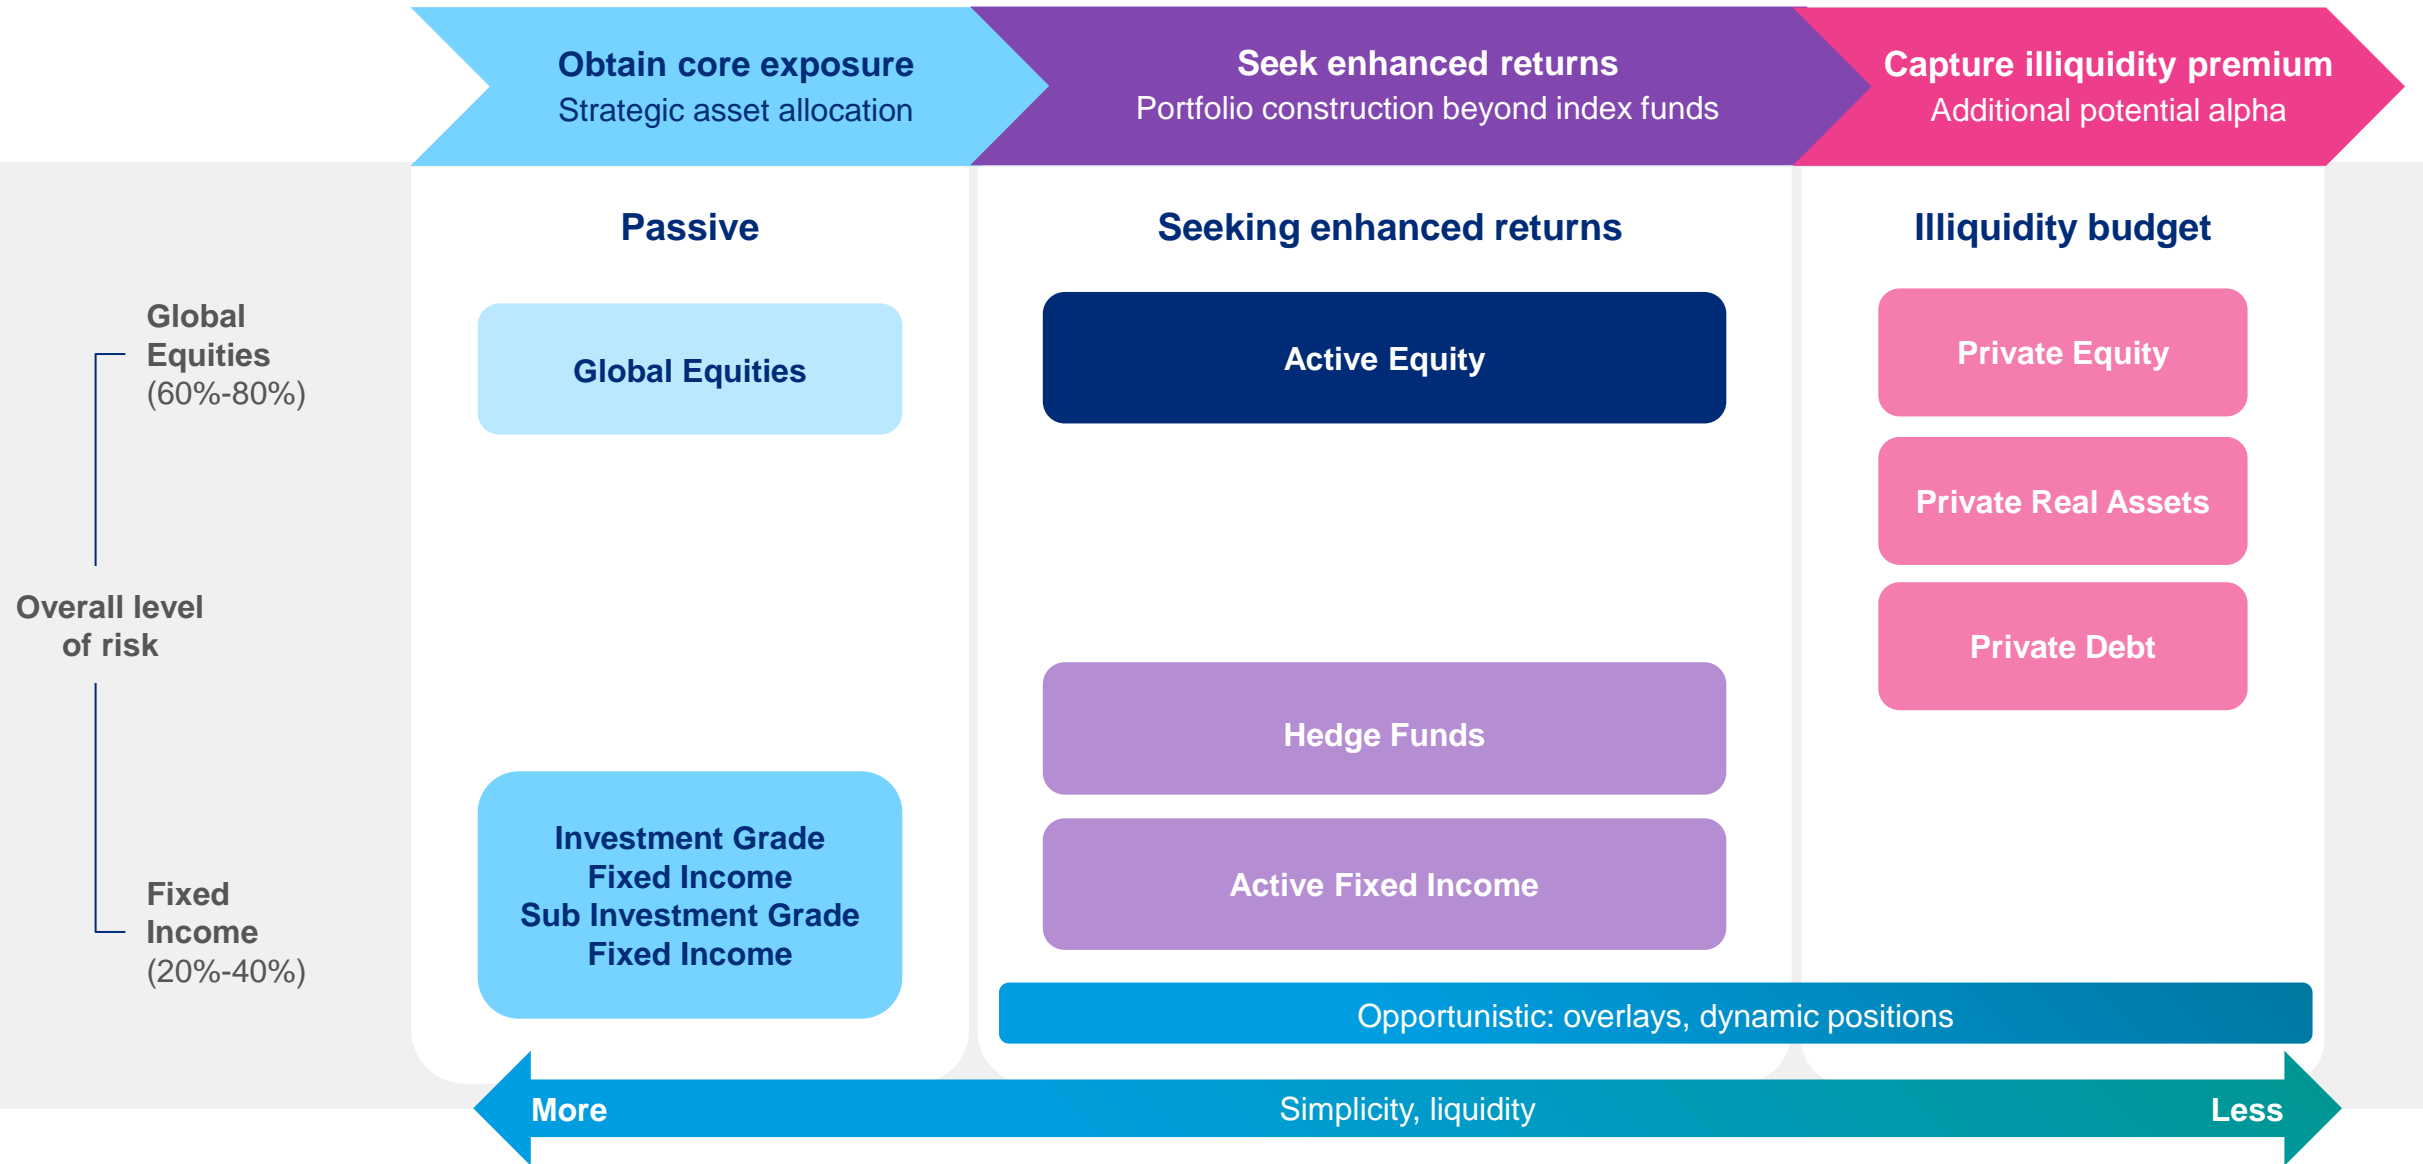 Obtain core exposure
Strategic asset allocation
Seek enhanced returns
Portfolio construction beyond index funds
Capture illiquidity premium
Additional potential alpha
Passive
Seeking enhanced returns
Illiquidity budget
Global
Equities
(60%-80%)
Overall level
of risk
Fixed
Income
(20%-40%)
Global Equities
Investment Grade
Fixed Income
Sub Investment Grade
Fixed Income
Active Equity
Hedge Funds
Active Fixed Income
Private Equity
Private Real Assets
Private Debt
Opportunistic: overlays, dynamic positions
More
Simplicity, liquidity
Less